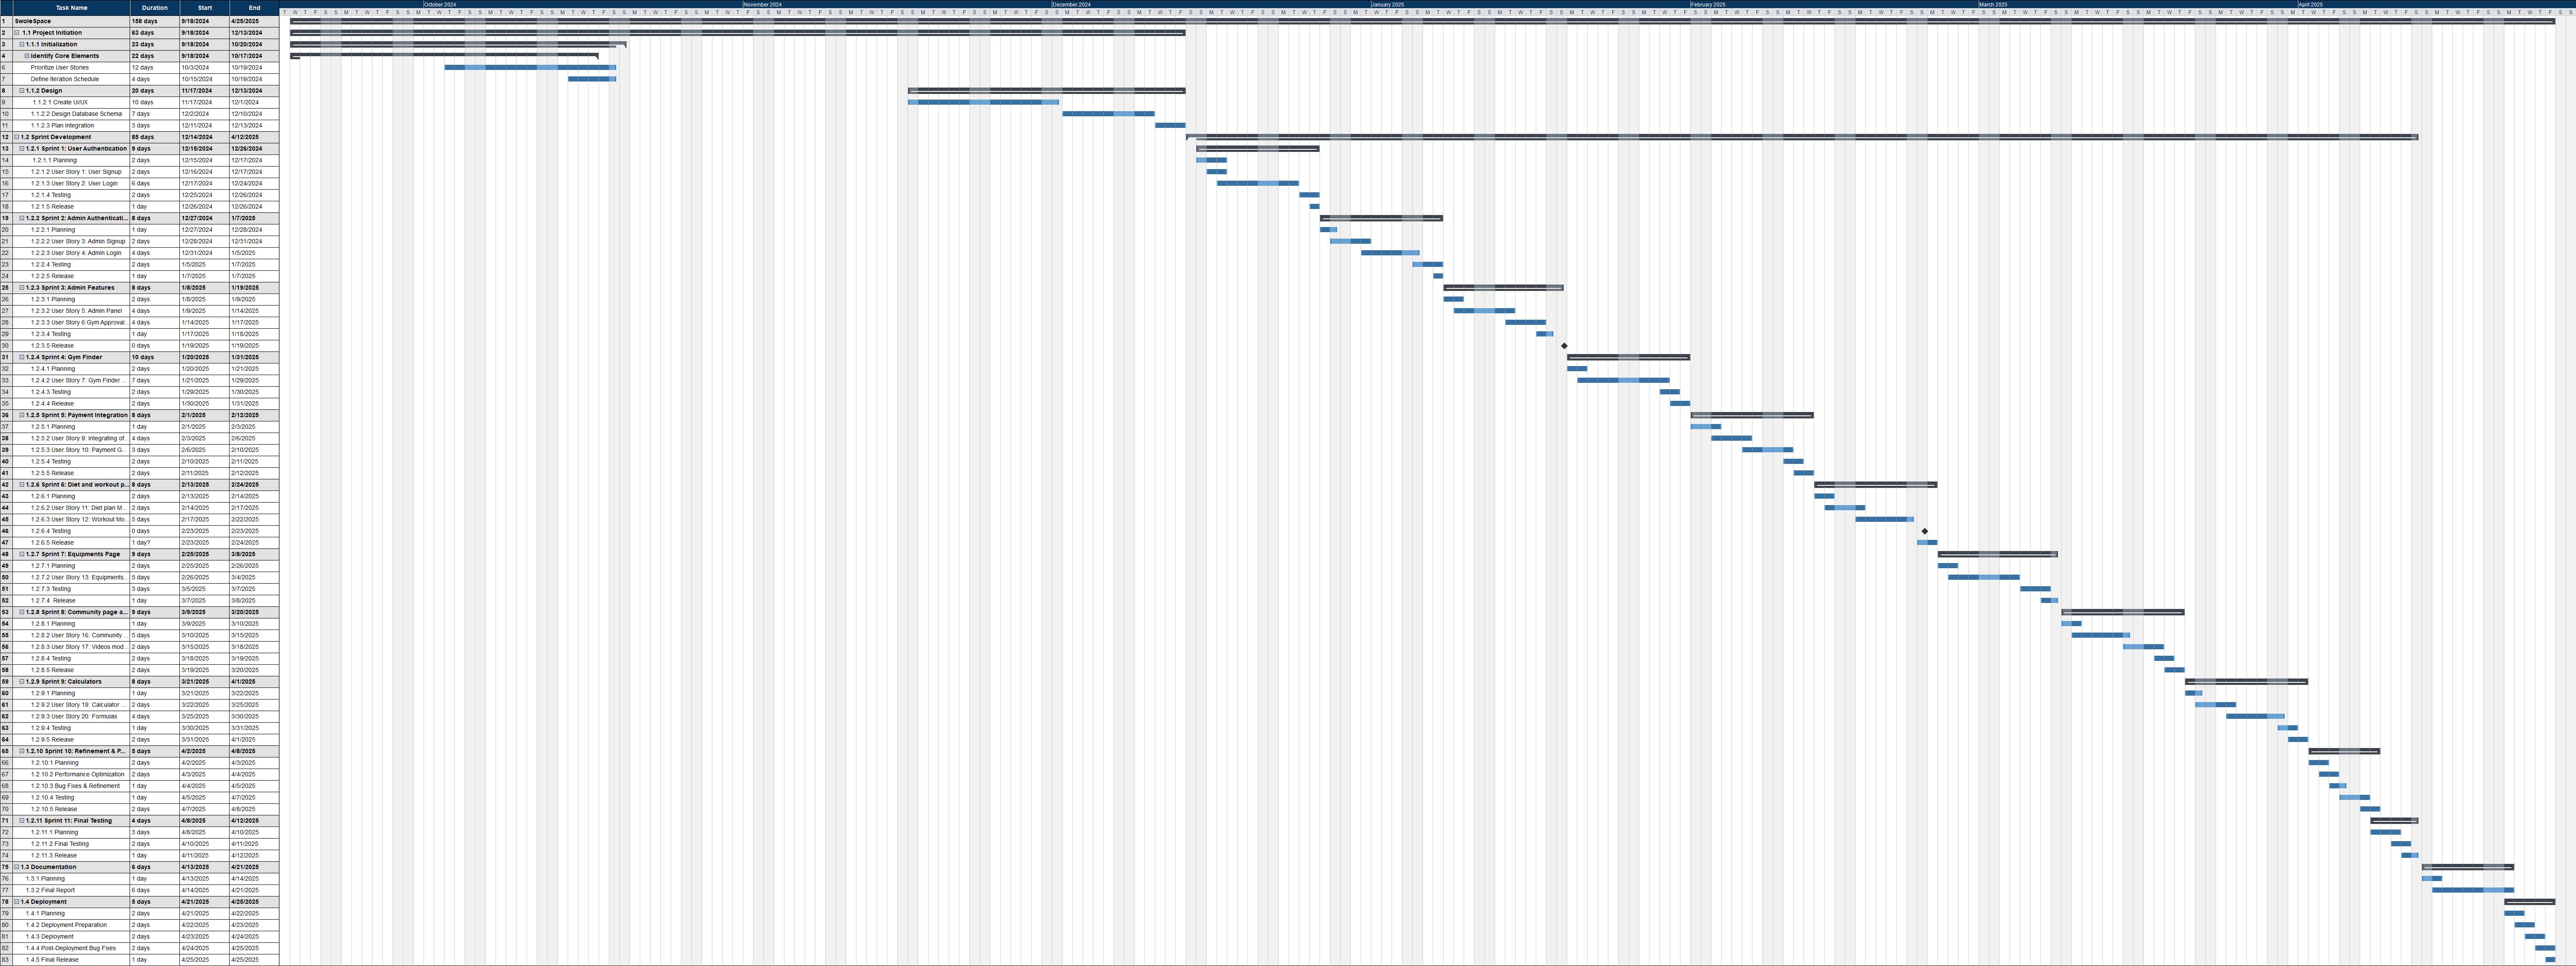 October 2024 November 2024 December 2024 January 2025 February 2025 March 2025 April 2025
Task Name Duration Start End
1 SwoleSpace 158 days 9/18/2024 4/25/2025
2 1.1 Project Initiation 63 days 9/18/2024 12/13/2024
3 1.1.1 Initialization 23 days 9/18/2024 10/20/2024
4 Identify Core Elements 22 days 9/18/2024 10/17/2024
6 Prioritize User Stories 12 days 10/3/2024 10/19/2024
7 Define Iteration Schedule 4 days 10/15/2024 10/19/2024
8 1.1.2 Design 20 days 11/17/2024 12/13/2024
9 1.1.2.1 Create UI/UX 10 days 11/17/2024 12/1/2024
10 1.1.2.2 Design Database Schema 7 days 12/2/2024 12/10/2024
11 1.1.2.3 Plan Integration 3 days 12/11/2024 12/13/2024
12 1.2 Sprint Development 85 days 12/14/2024 4/12/2025
13 1.2.1 Sprint 1: User Authentication 9 days 12/15/2024 12/26/2024
14 1.2.1.1 Planning 2 days 12/15/2024 12/17/2024
15 1.2.1.2 User Story 1: User Signup 2 days 12/16/2024 12/17/2024
16 1.2.1.3 User Story 2: User Login 6 days 12/17/2024 12/24/2024
17 1.2.1.4 Testing 2 days 12/25/2024 12/26/2024
18 1.2.1.5 Release 1 day 12/26/2024 12/26/2024
19 1.2.2 Sprint 2: Admin Authenticati... 8 days 12/27/2024 1/7/2025
20 1.2.2.1 Planning 1 day 12/27/2024 12/28/2024
21 1.2.2.2 User Story 3: Admin Signup 2 days 12/28/2024 12/31/2024
22 1.2.2.3 User Story 4: Admin Login 4 days 12/31/2024 1/5/2025
23 1.2.2.4 Testing 2 days 1/5/2025 1/7/2025
24 1.2.2.5 Release 1 day 1/7/2025 1/7/2025
25 1.2.3 Sprint 3: Admin Features 8 days 1/8/2025 1/19/2025
26 1.2.3.1 Planning 2 days 1/8/2025 1/9/2025
27 1.2.3.2 User Story 5: Admin Panel 4 days 1/9/2025 1/14/2025
28 1.2.3.3 User Story 6:Gym Approval... 4 days 1/14/2025 1/17/2025
29 1.2.3.4 Testing 1 day 1/17/2025 1/18/2025
30 1.2.3.5 Release 0 days 1/19/2025 1/19/2025
31 1.2.4 Sprint 4: Gym Finder 10 days 1/20/2025 1/31/2025
32 1.2.4.1 Planning 2 days 1/20/2025 1/21/2025
33 1.2.4.2 User Story 7: Gym Finder ... 7 days 1/21/2025 1/29/2025
34 1.2.4.3 Testing 2 days 1/29/2025 1/30/2025
35 1.2.4.4 Release 2 days 1/30/2025 1/31/2025
36 1.2.5 Sprint 5: Payment Integration 8 days 2/1/2025 2/12/2025
37 1.2.5.1 Planning 1 day 2/1/2025 2/3/2025
38 1.2.5.2 User Story 9: Integrating of... 4 days 2/3/2025 2/6/2025
39 1.2.5.3 User Story 10: Payment G... 3 days 2/6/2025 2/10/2025
40 1.2.5.4 Testing 2 days 2/10/2025 2/11/2025
41 1.2.5.5 Release 2 days 2/11/2025 2/12/2025
42 1.2.6 Sprint 6: Diet and workout p... 8 days 2/13/2025 2/24/2025
43 1.2.6.1 Planning 2 days 2/13/2025 2/14/2025
44 1.2.6.2 User Story 11: Diet plan M... 2 days 2/14/2025 2/17/2025
45 1.2.6.3 User Story 12: Workout Mo... 5 days 2/17/2025 2/22/2025
46 1.2.6.4 Testing 0 days 2/23/2025 2/23/2025
47 1.2.6.5 Release 1 day? 2/23/2025 2/24/2025
48 1.2.7 Sprint 7: Equipments Page 9 days 2/25/2025 3/8/2025
49 1.2.7.1 Planning 2 days 2/25/2025 2/26/2025
50 1.2.7.2 User Story 13: Equipments... 5 days 2/26/2025 3/4/2025
51 1.2.7.3 Testing 3 days 3/5/2025 3/7/2025
52 1.2.7.4 Release 1 day 3/7/2025 3/8/2025
53 1.2.8 Sprint 8: Community page a... 9 days 3/9/2025 3/20/2025
54 1.2.8.1 Planning 1 day 3/9/2025 3/10/2025
55 1.2.8.2 User Story 16: Community ... 5 days 3/10/2025 3/15/2025
56 1.2.8.3 User Story 17: Videos mod... 2 days 3/15/2025 3/18/2025
57 1.2.8.4 Testing 2 days 3/18/2025 3/19/2025
58 1.2.8.5 Release 2 days 3/19/2025 3/20/2025
59 1.2.9 Sprint 9: Calculators 8 days 3/21/2025 4/1/2025
60 1.2.9.1 Planning 1 day 3/21/2025 3/22/2025
61 1.2.9.2 User Story 19: Calculator ... 2 days 3/22/2025 3/25/2025
62 1.2.9.3 User Story 20: Formulas 4 days 3/25/2025 3/30/2025
63 1.2.9.4 Testing 1 day 3/30/2025 3/31/2025
64 1.2.9.5 Release 2 days 3/31/2025 4/1/2025
65 1.2.10 Sprint 10: Refinement & P... 5 days 4/2/2025 4/8/2025
66 1.2.10.1 Planning 2 days 4/2/2025 4/3/2025
67 1.2.10.2 Performance Optimization 2 days 4/3/2025 4/4/2025
68 1.2.10.3 Bug Fixes & Refinement 1 day 4/4/2025 4/5/2025
69 1.2.10.4 Testing 1 day 4/5/2025 4/7/2025
70 1.2.10.5 Release 2 days 4/7/2025 4/8/2025
71 1.2.11 Sprint 11: Final Testing 4 days 4/8/2025 4/12/2025
72 1.2.11.1 Planning 3 days 4/8/2025 4/10/2025
73 1.2.11.2 Final Testing 2 days 4/10/2025 4/11/2025
74 1.2.11.3 Release 1 day 4/11/2025 4/12/2025
75 1.3 Documentation 6 days 4/13/2025 4/21/2025
76 1.3.1 Planning 1 day 4/13/2025 4/14/2025
77 1.3.2 Final Report 6 days 4/14/2025 4/21/2025
78 1.4 Deployment 5 days 4/21/2025 4/25/2025
79 1.4.1 Planning 2 days 4/21/2025 4/22/2025
80 1.4.2 Deployment Preparation 2 days 4/22/2025 4/23/2025
81 1.4.3 Deployment 2 days 4/23/2025 4/24/2025
82 1.4.4 Post-Deployment Bug Fixes 2 days 4/24/2025 4/25/2025
83 1.4.5 Final Release 1 day 4/25/2025 4/25/2025